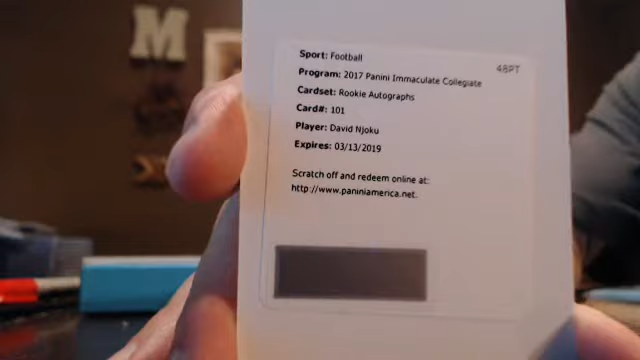 M
Sport: Football
48PT
Program: 2017 Panini Immaculate Collegiate
Cardset: Rookie Autographs
Card#: 101
Player: David Njoku
Expires: 03/13/2019
Scratch off and redeem online at:
http://www.paniniamerica.net.